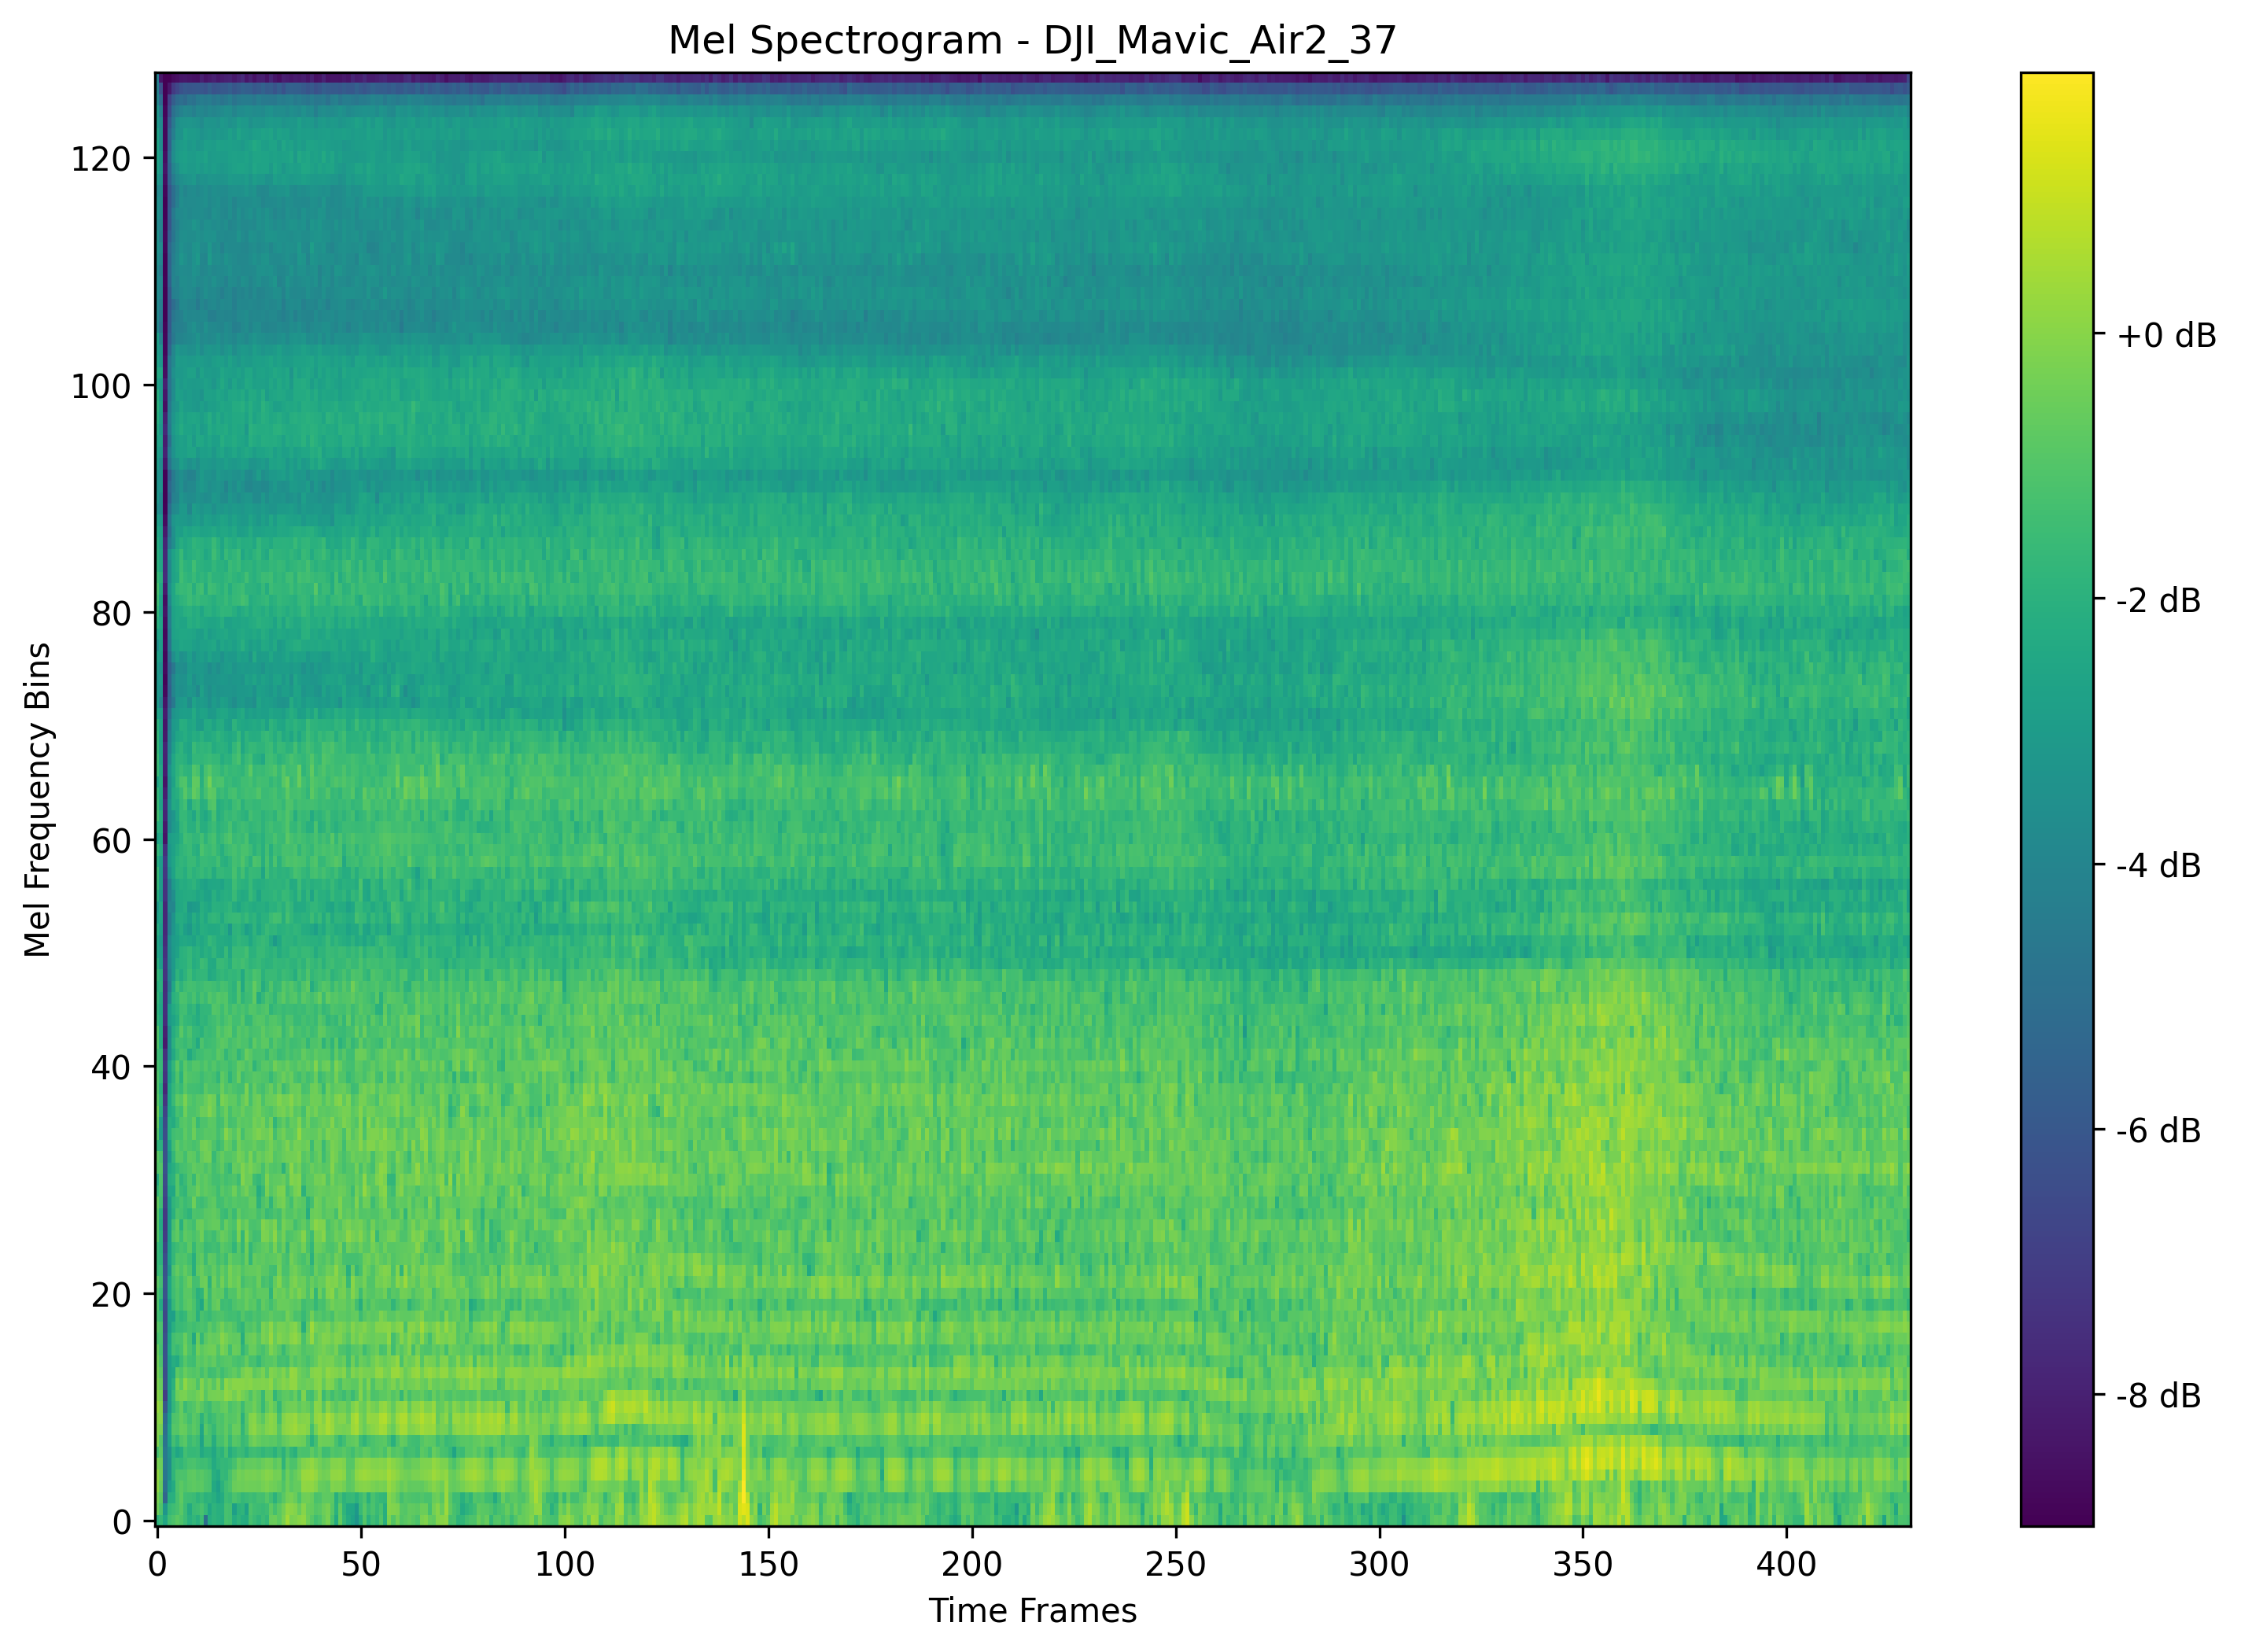 Mel Spectrogram - DJI_Mavic_Air2_37
Mel Frequency Bins
120
100
80
60
40
20
0
0 50 100 150 200 250 300 350 400
Time Frames
+0 dB
-2 dB
-4 dB
-6 dB
-8 dB